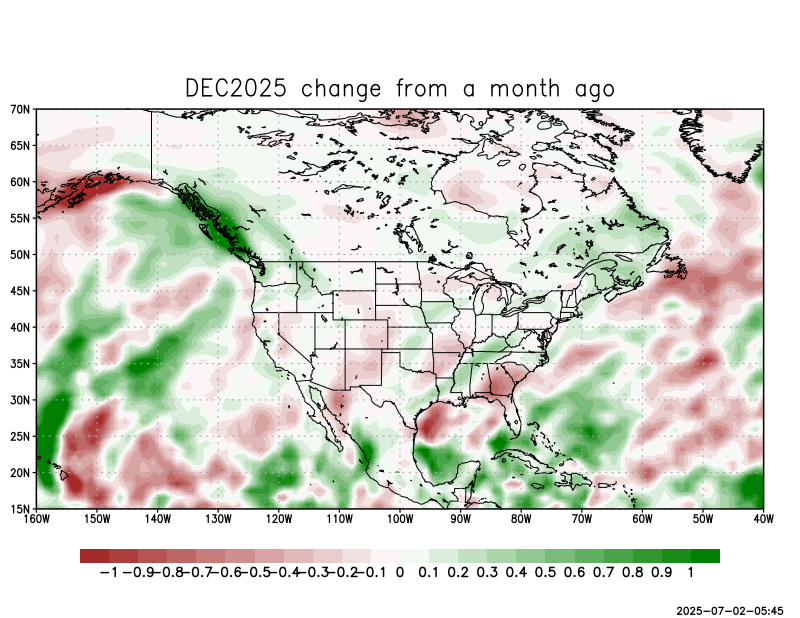 DEC2025 change from a month ago
70N
65N
60N
55N
50N
45N
40N
35N
30N
25N
20N
15N
160W 150W 140W 130W 120W 110W 100W 90W 80W 70W 60W 50W 40W
-1 -0.9 -0.8 -0.7 -0.6 -0.5 -0.4 -0.3 -0.2 -0.1 0 0.1 0.2 0.3 0.4 0.5 0.6 0.7 0.8 0.9 1
2025-07-02-05:45